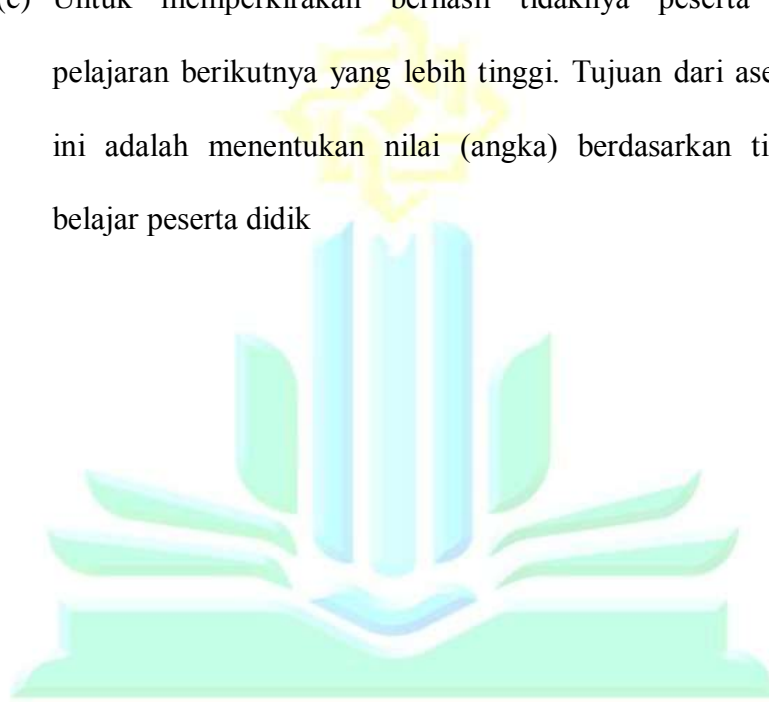 (e) Untuk memperkirakan berhasil tidaknya peserta
pelajaran berikutnya yang lebih tinggi. Tujuan dari
ini adalah menentukan nilai (angka) berdasarkan
belajar peserta didik